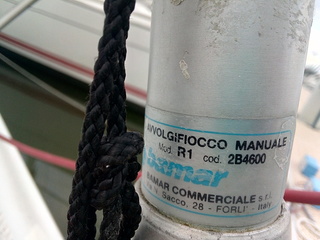 AVVOLGiFIOCCO MANUALE
Mod. R1 cod. 2B4600
bamar
BAMAR COMMERCIALE s.r.l.
Sacco, 28 - FORLI' - Italy